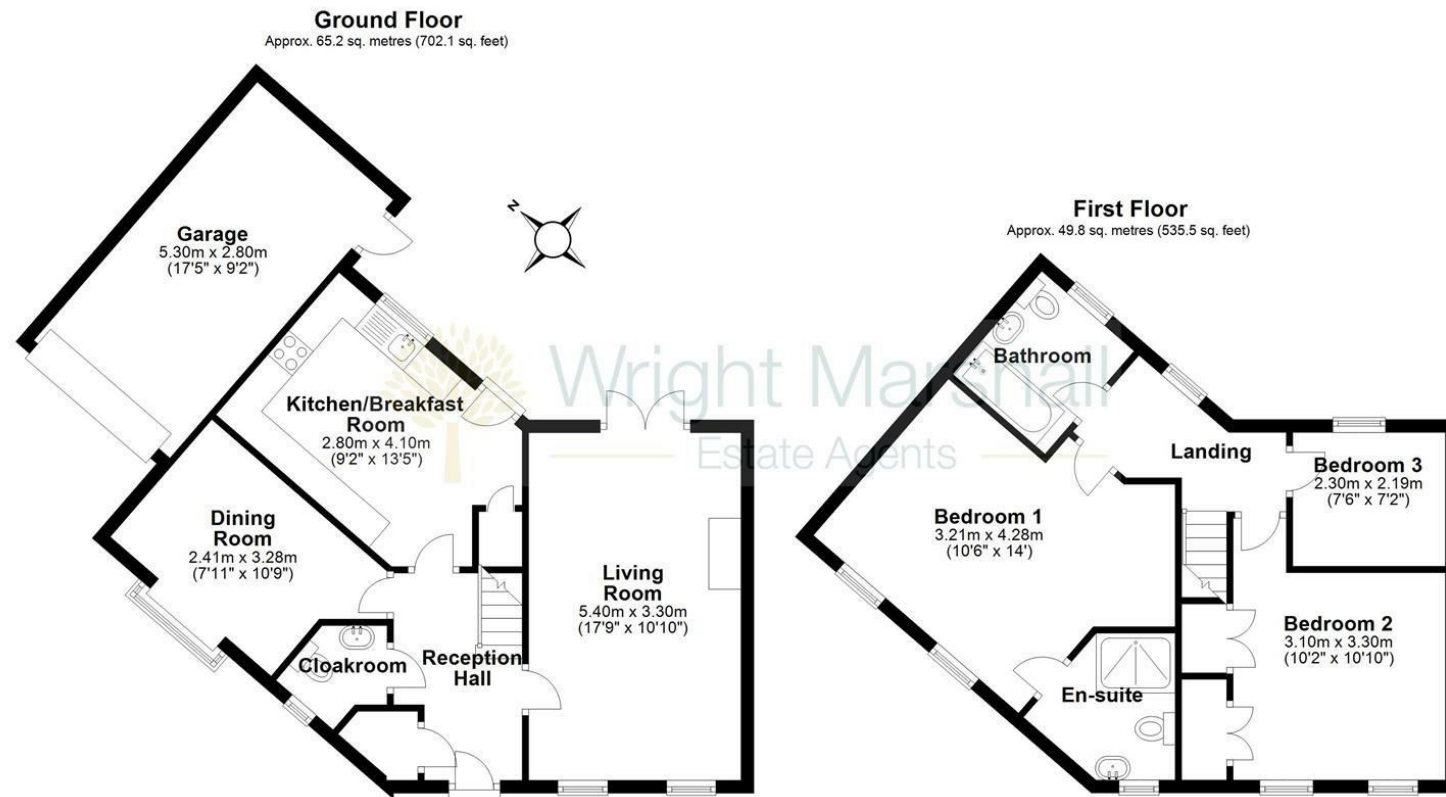 Ground Floor
Approx. 65.2 sq. metres (702.1 sq. feet)
Garage
5.30m x 2.80m
(17'5" x 9'2")
N
Kitchen/Breakfast
Room
2.80m x 4.10m
(9'2" x 13'5")
Dining
Room
2.41m x 3.28m
(7'11" x 10'9")
Living
Room
5.40m x 3.30m
(17'9" x 10'10")
Cloakroom
Reception
Hall
First Floor
Approx. 49.8 sq. metres (535.5 sq. feet)
Bathroom
Landing
Bedroom 3
2.30m x 2.19m
(7'6" x 7'2")
Bedroom 1
3.21m x 4.28m
(10'6" x 14')
Bedroom 2
3.10m x 3.30m
(10'2" x 10'10")
En-suite
Wright Marshall
Estate Agents